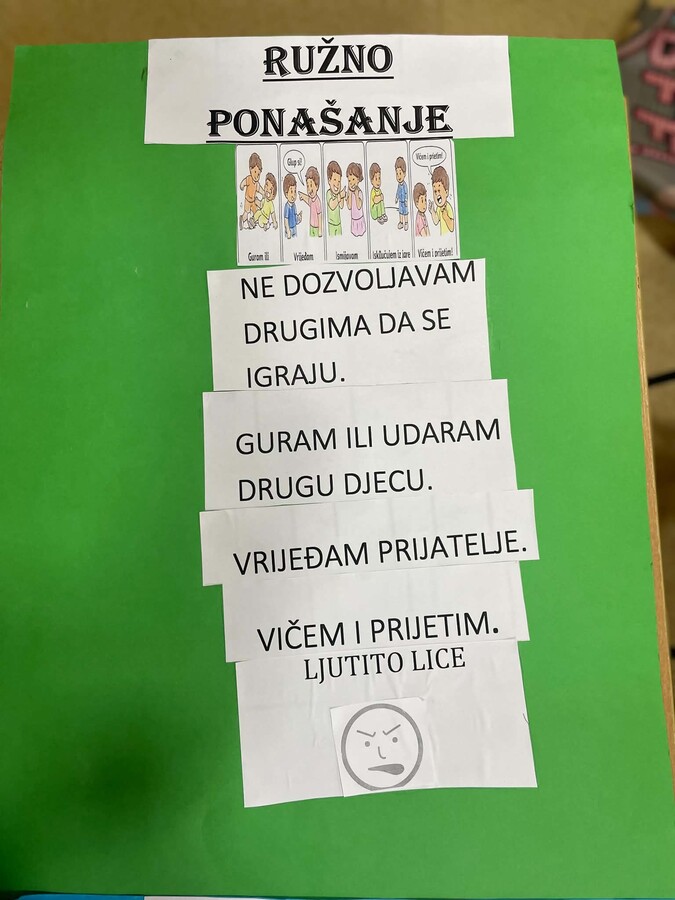 RUŽNO
PONAŠANJE
Glup si!
Vičem i prijetim!
Guram ili
Vrijeđam
Ismijavam
Isključujem iz igre
Vičem i prijetim!
NE DOZVOLJAVAM
DRUGIMA DA SE
IGRAJU.
GURAM ILI UDARAM
DRUGU DJECU.
VRIJEĐAM PRIJATELJE.
VIČEM I PRIJETIM.
LJUTITO LICE